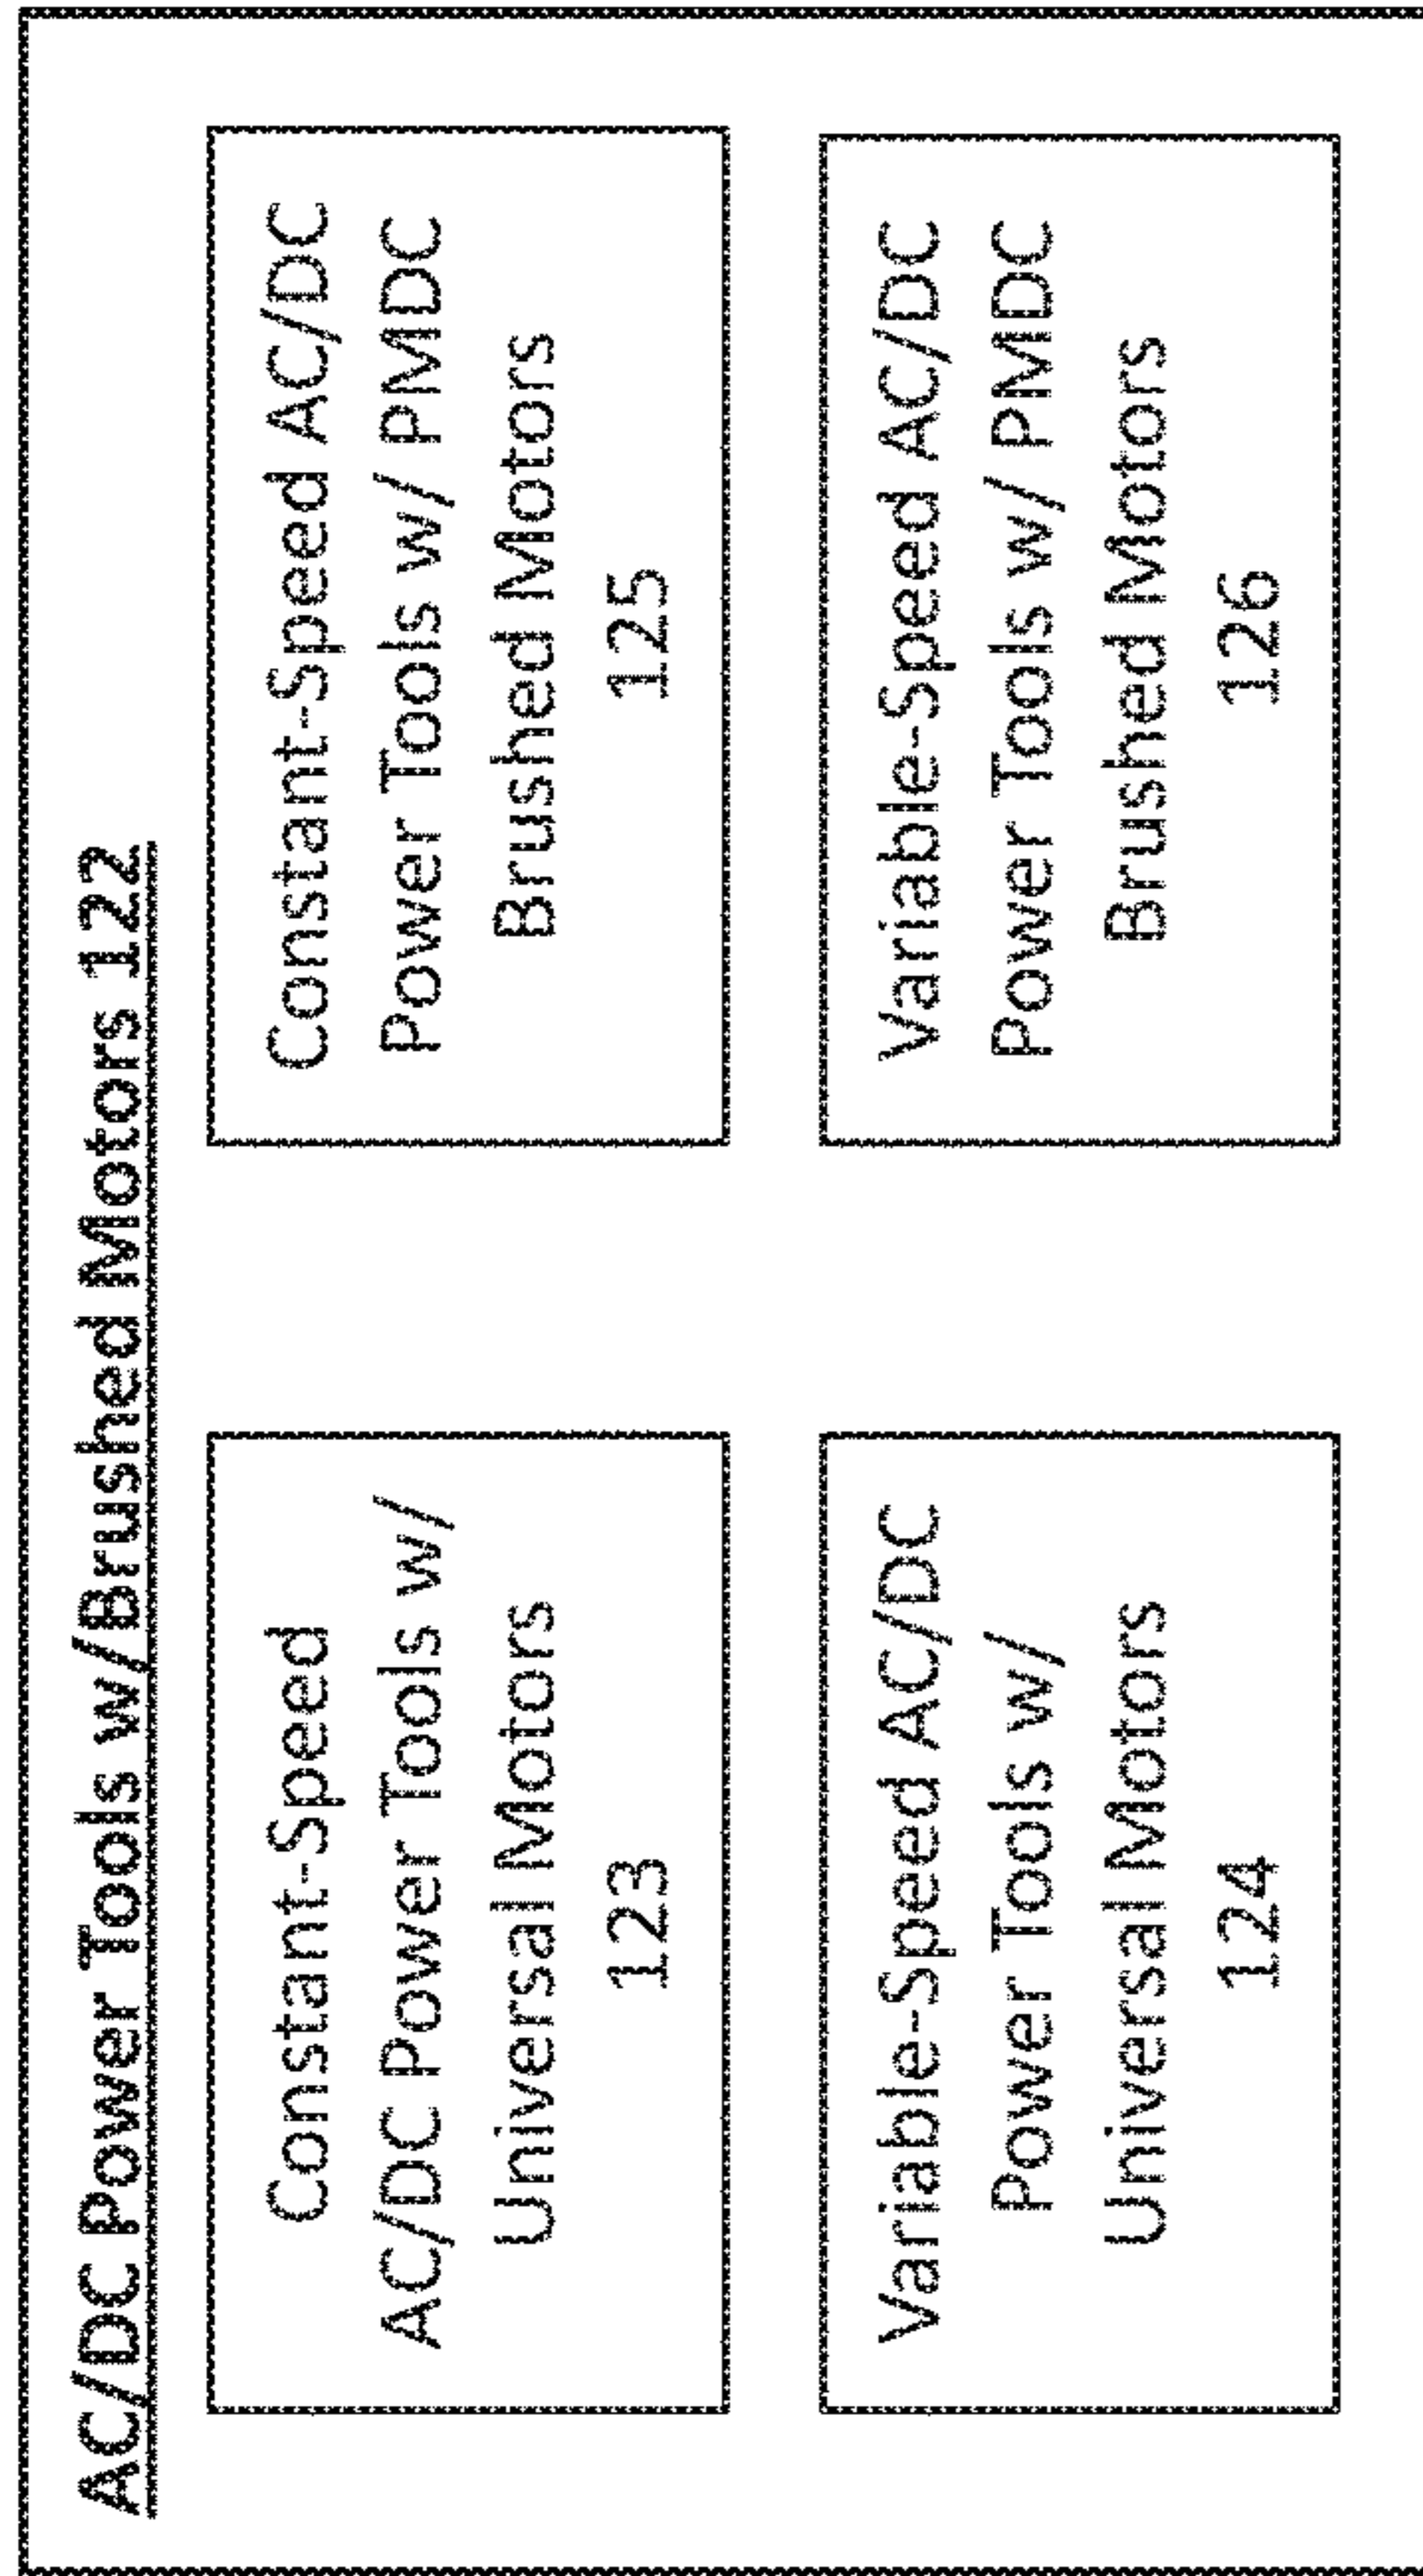 AC/DC Power Tools w/Brushed Motors 122
Constant-Speed
AC/DC Power Tools w/
Universal Motors
123
Constant-Speed AC/DC
Power Tools w/ PMDC
Brushed Motors
125
Variable-Speed AC/DC
Power Tools w/
Universal Motors
124
Variable-Speed AC/DC
Power Tools w/ PMDC
Brushed Motors
126